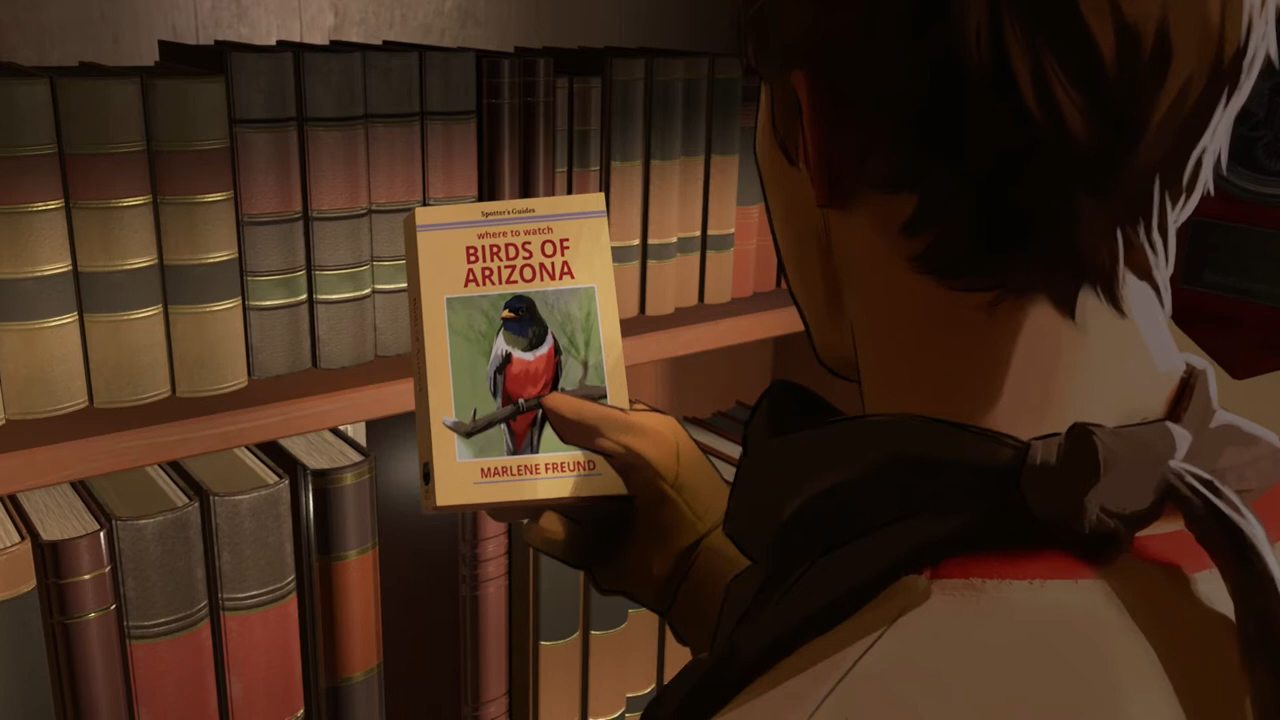 Spotter's Guides
where to watch
BIRDS OF
ARIZONA
MARLENE FREUND